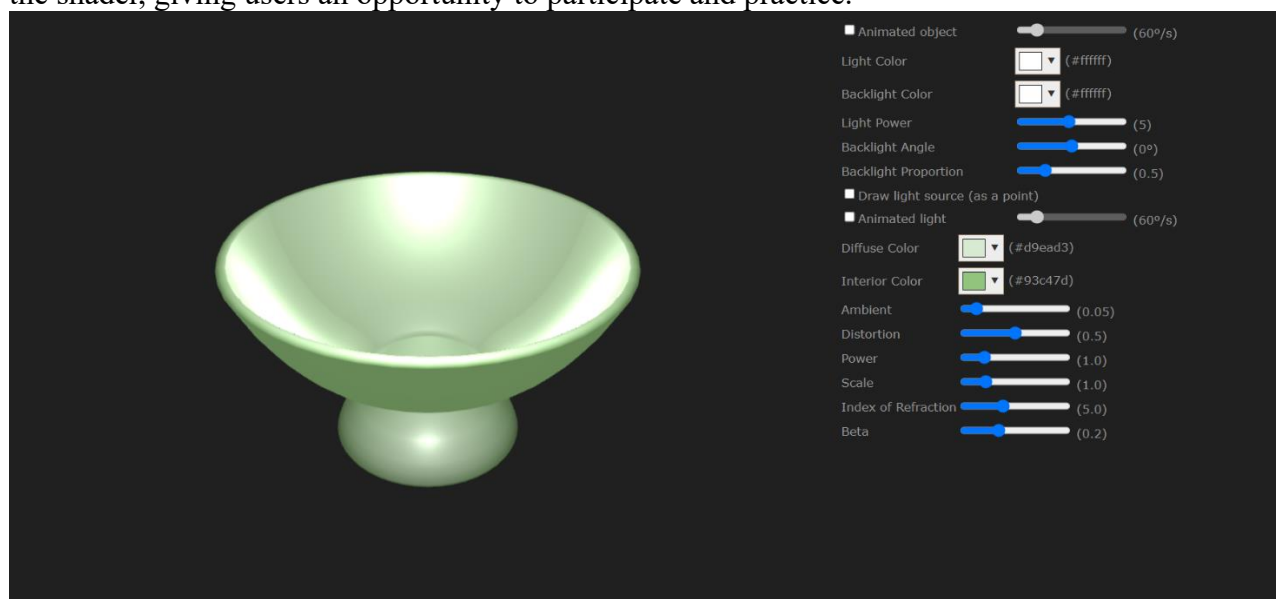 the shader, giving users an opportunity to participate and practice.
Animated object (60º/s)
Light Color (#ffffff)
Backlight Color (#ffffff)
Light Power (5)
Backlight Angle (0º)
Backlight Proportion (0.5)
Draw light source (as a point)
Animated light (60º/s)
Diffuse Color (#d9ead3)
Interior Color (#93c47d)
Ambient (0.05)
Distortion (0.5)
Power (1.0)
Scale (1.0)
Index of Refraction (5.0)
Beta (0.2)